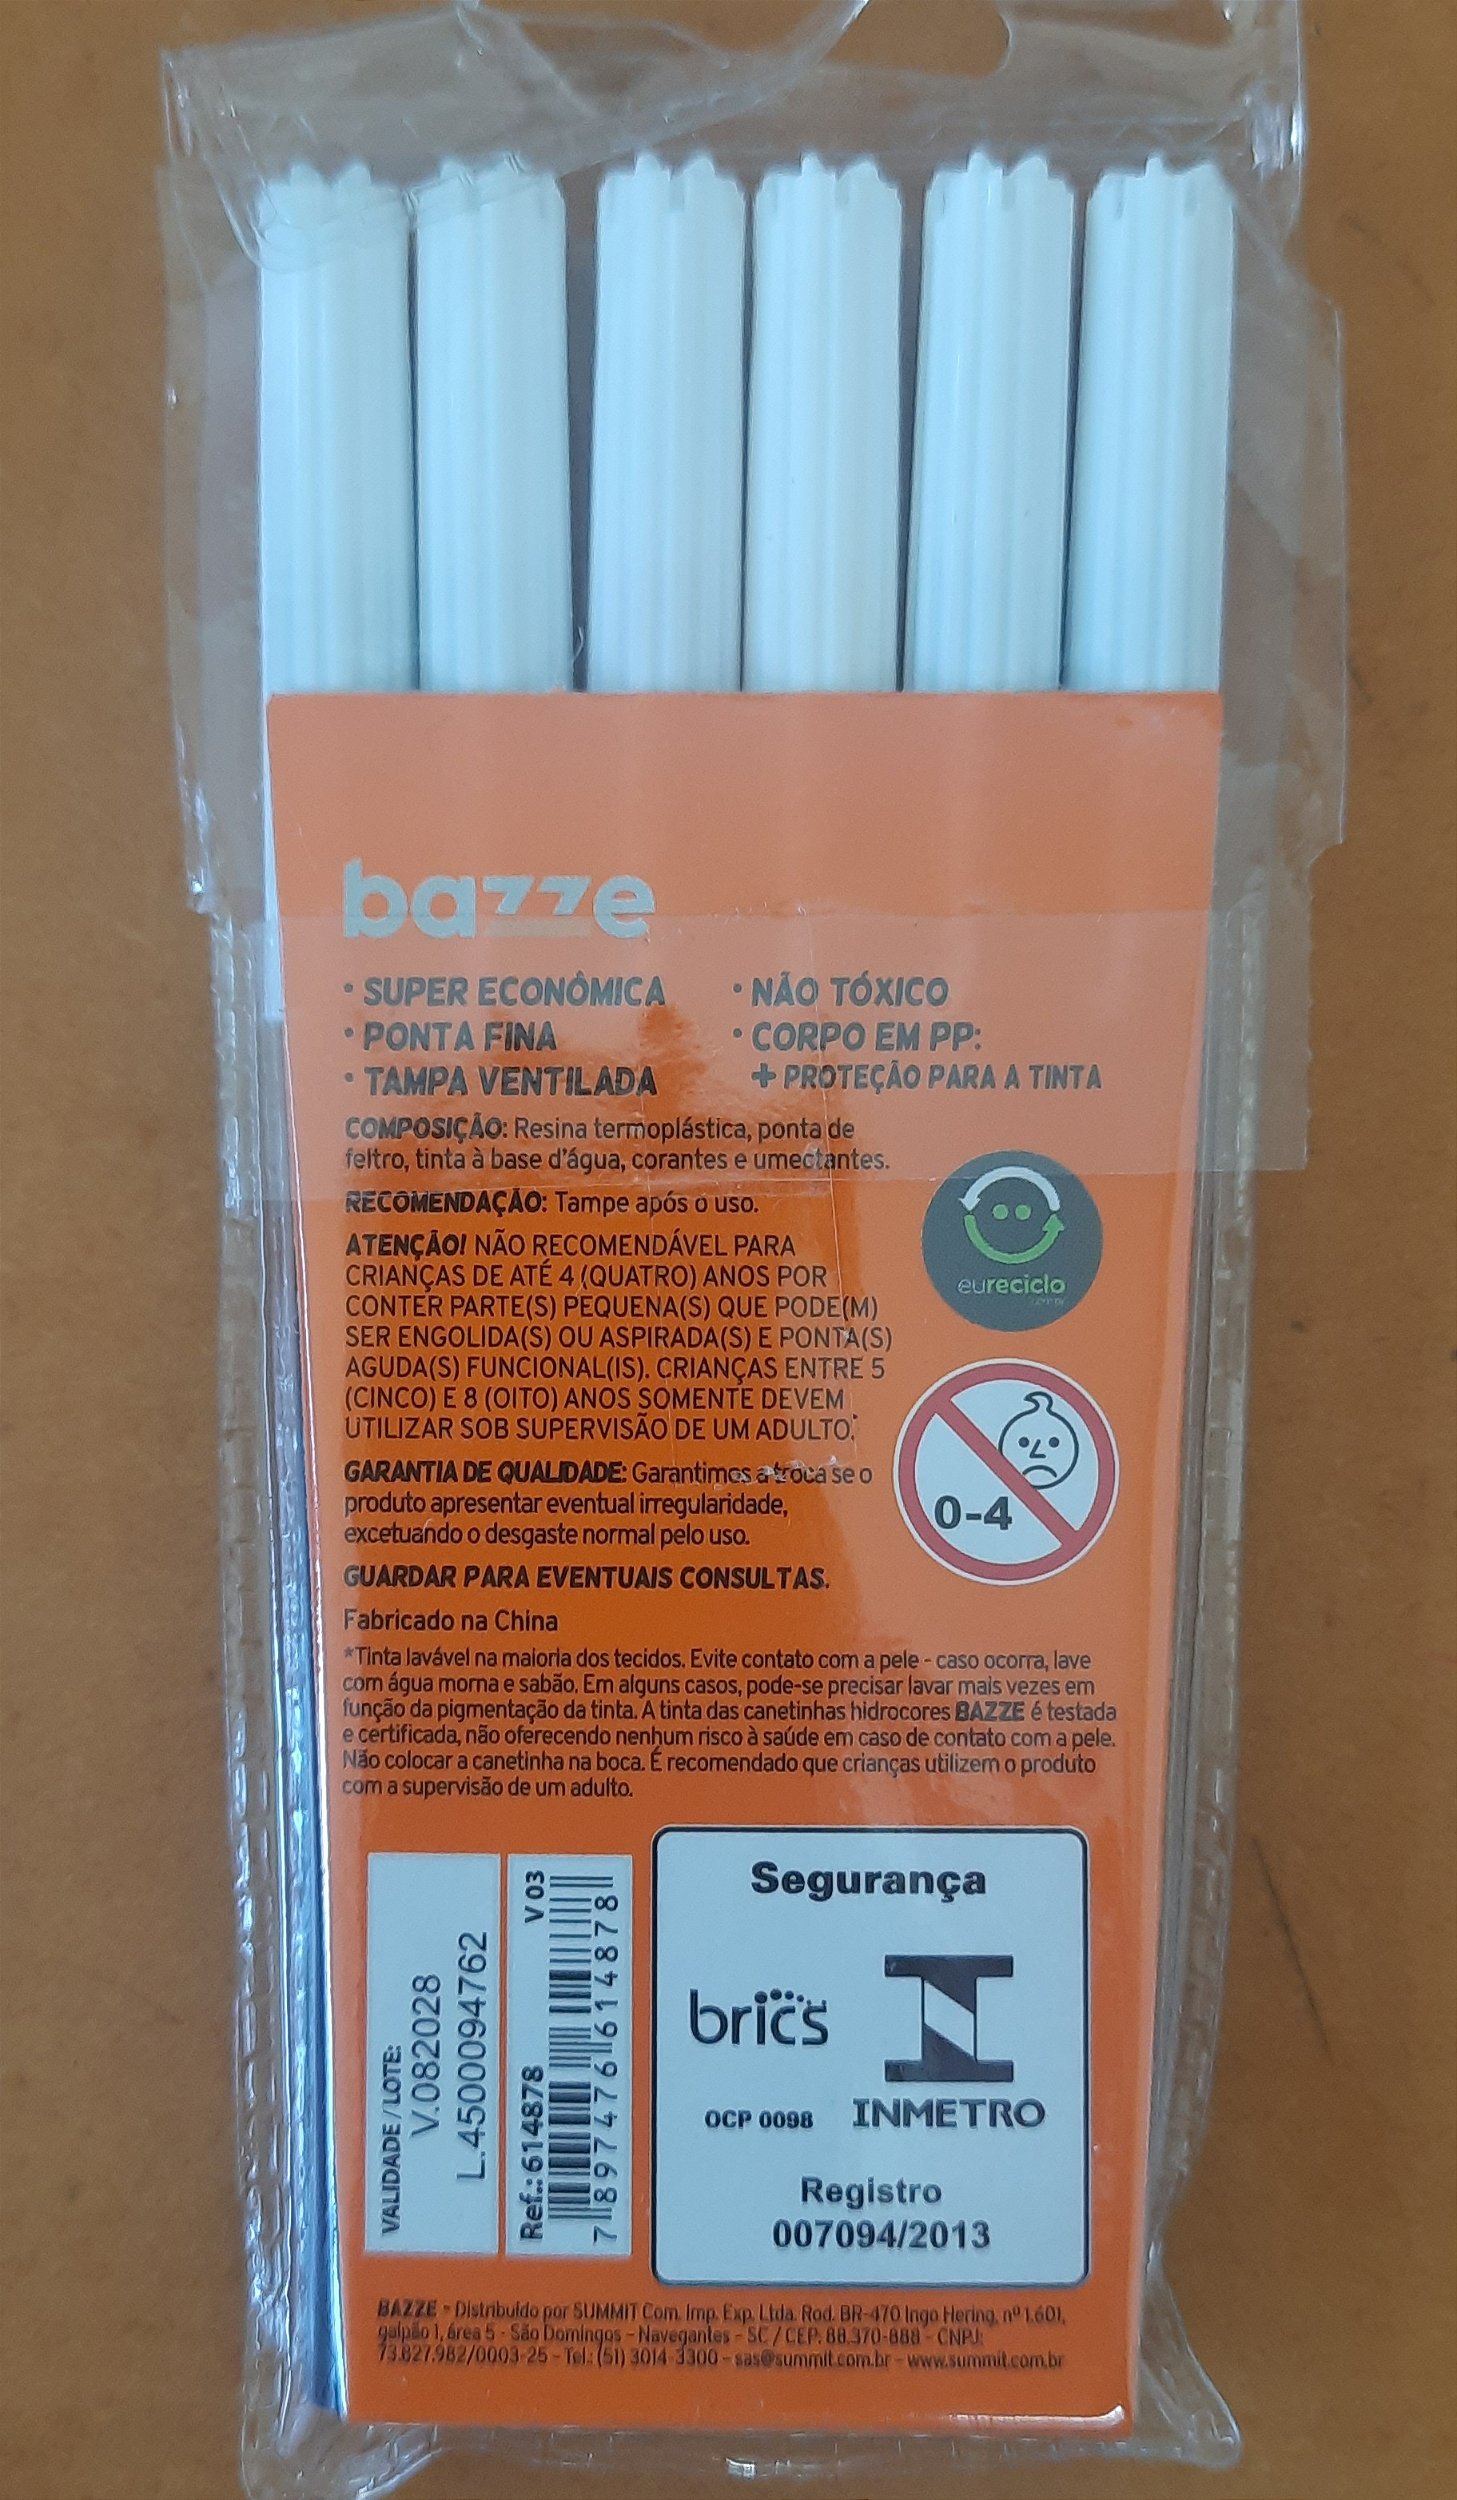 bazze
• SUPER ECONÔMICA
• PONTA FINA
• TAMPA VENTILADA
• NÃO TÓXICO
• CORPO EM PP:
+ PROTEÇÃO PARA A TINTA
COMPOSIÇÃO: Resina termoplástica, ponta de
feltro, tinta à base d'água, corantes e umectantes.
RECOMENDAÇÃO: Tampe após o uso.
ATENÇÃO! NÃO RECOMENDÁVEL PARA
CRIANÇAS DE ATÉ 4 (QUATRO) ANOS POR
CONTER PARTE(S) PEQUENA(S) QUE PODE(M)
SER ENGOLIDA(S) OU ASPIRADA(S) E PONTA(S)
AGUDA(S) FUNCIONAL(IS). CRIANÇAS ENTRE 5
(CINCO) E 8 (OITO) ANOS SOMENTE DEVEM
UTILIZAR SOB SUPERVISÃO DE UM ADULTO.
eureciclo
0-4
GARANTIA DE QUALIDADE: Garantimos a troca se o
produto apresentar eventual irregularidade,
excetuando o desgaste normal pelo uso.
GUARDAR PARA EVENTUAIS CONSULTAS.
Fabricado na China
*Tinta lavável na maioria dos tecidos. Evite contato com a pele - caso ocorra, lave
com água morna e sabão. Em alguns casos, pode-se precisar lavar mais vezes em
função da pigmentação da tinta. A tinta das canetinhas hidrocores BAZZE é testada
e certificada, não oferecendo nenhum risco à saúde em caso de contato com a pele.
Não colocar a canetinha na boca. É recomendado que crianças utilizem o produto
com a supervisão de um adulto.
VALIDADE / LOTE:
V.082028
L.4500094762
Ref.: 614878 V 03
7 897476 614878
Segurança
brics
OCP 0098
INMETRO
Registro
007094/2013
BAZZE - Distribuído por SUMMIT Com. Imp. Exp. Ltda. Rod. BR-470 Ingo Hering, nº 1.601,
galpão 1, área 5 - São Domingos - Navegantes - SC / CEP: 88.370-888 - CNPJ:
73.827.982/0003-25 - Tel.: (51) 3014-3300 - sas@summit.com.br - www.summit.com.br